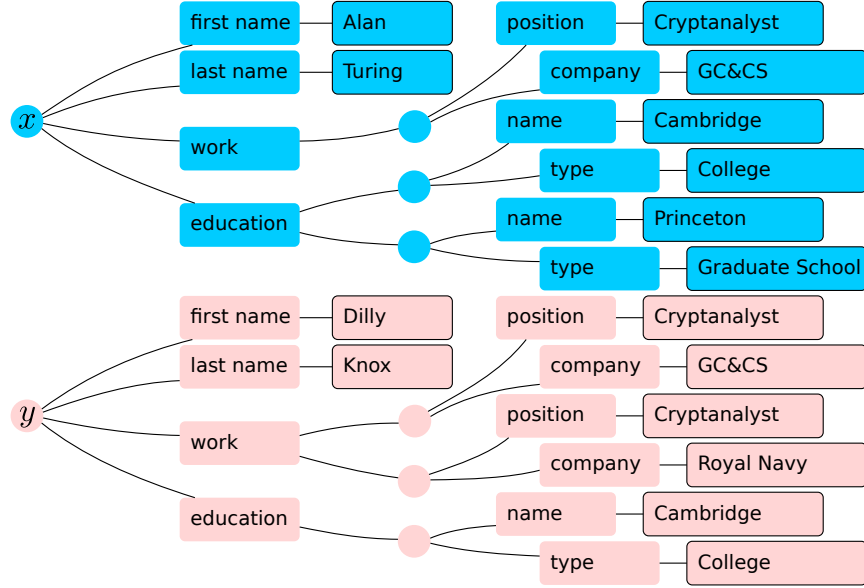 first name Alan position Cryptanalyst
last name Turing company GC&CS
x
work name Cambridge
type College
education name Princeton
type Graduate School
first name Dilly position Cryptanalyst
last name Knox company GC&CS
y
work position Cryptanalyst
company Royal Navy
education name Cambridge
type College